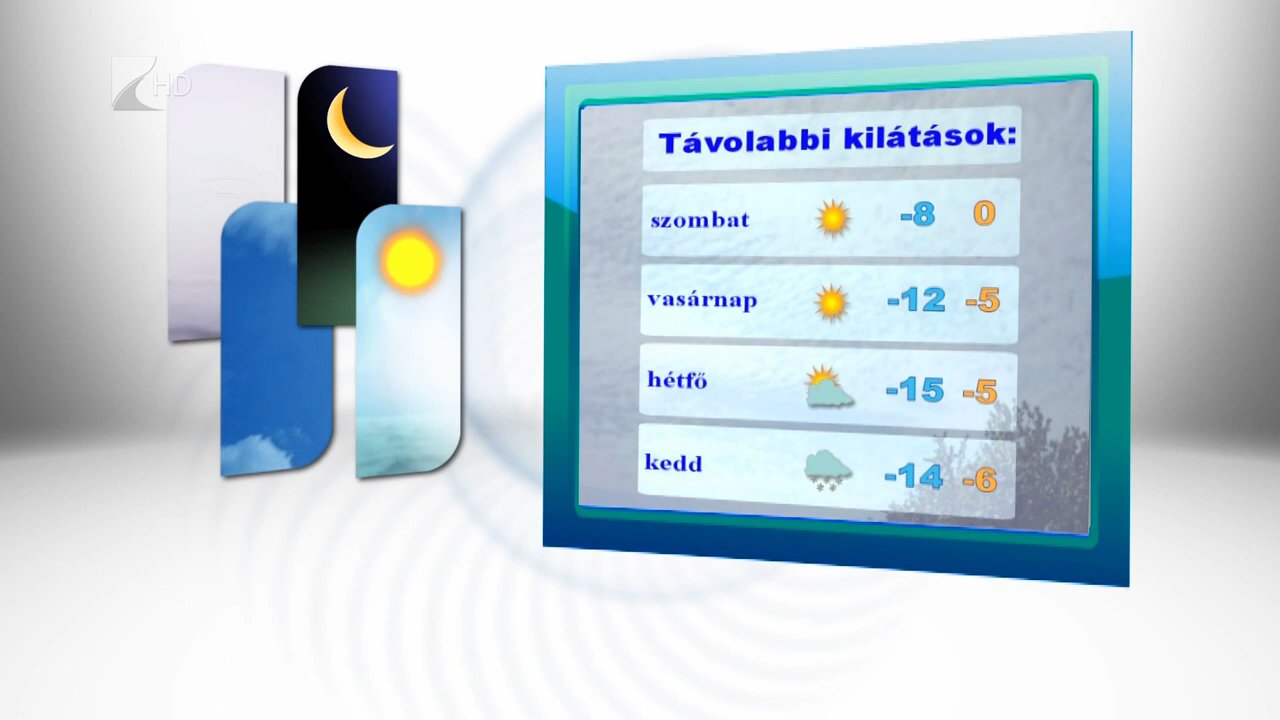 HD
Távolabbi kilátások:
szombat -8 0
vasárnap -12 -5
hétfő -15 -5
kedd -14 -6